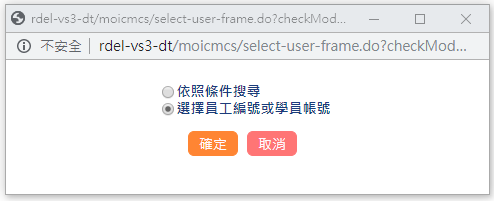 rdel-vs3-dt/moicmcs/select-user-frame.do?checkMod...
不安全 | rdel-vs3-dt/moicmcs/select-user-frame.do?checkMod...
依照條件搜尋
選擇員工編號或學員帳號
確定 取消